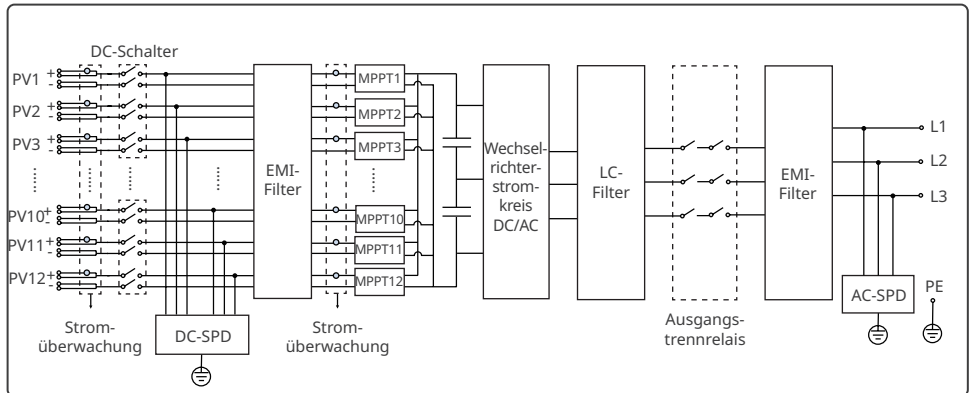 DC-Schalter
PV1 + -
PV2 + -
PV3 + -
PV10 + -
PV11 + -
PV12 + -
Strom-
überwachung
DC-SPD
EMI-
Filter
Strom-
überwachung
MPPT1
MPPT2
MPPT3
MPPT10
MPPT11
MPPT12
Wechsel-
richter-
strom-
kreis
DC/AC
LC-
Filter
Ausgangs-
trennrelais
EMI-
Filter
L1
L2
L3
AC-SPD
PE